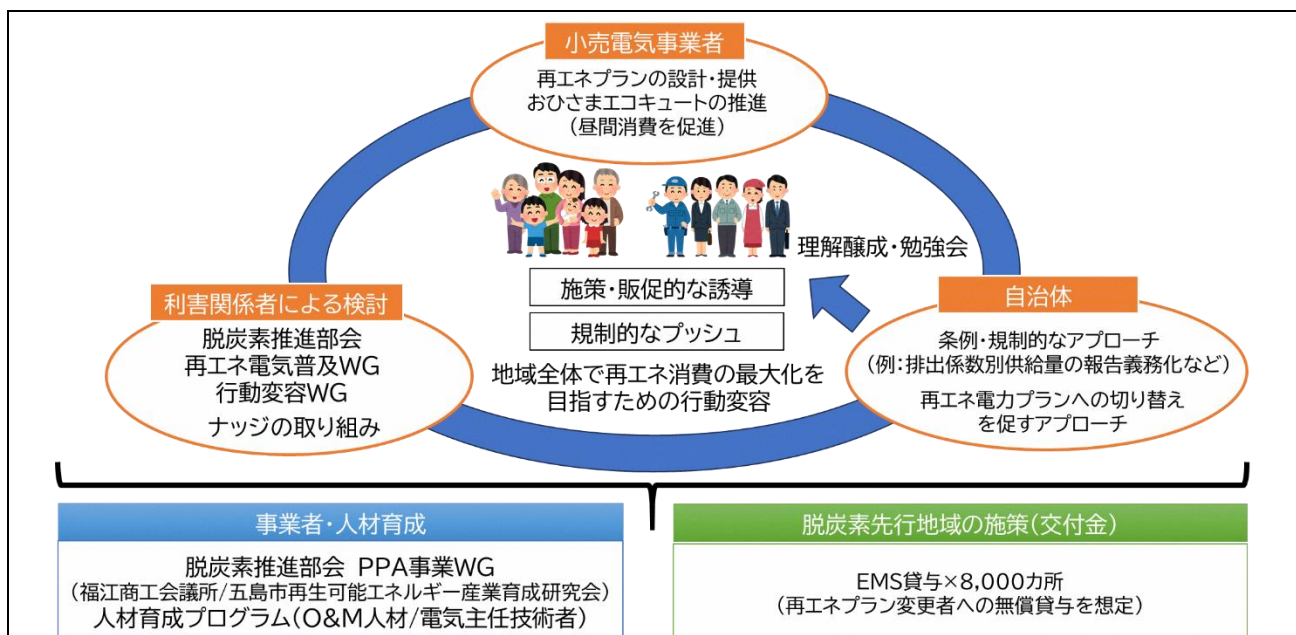 小売電気事業者
再エネプランの設計・提供
おひさまエコキュートの推進
(昼間消費を促進)
理解醸成・勉強会
施策・販促的な誘導
規制的なプッシュ
地域全体で再エネ消費の最大化を
目指すための行動変容
利害関係者による検討
脱炭素推進部会
再エネ電気普及WG
行動変容WG
ナッジの取り組み
自治体
条例・規制的なアプローチ
(例:排出係数別供給量の報告義務化など)
再エネ電力プランへの切り替え
を促すアプローチ
事業者・人材育成
脱炭素推進部会 PPA事業WG
(福江商工会議所/五島市再生可能エネルギー産業育成研究会)
人材育成プログラム(O&M人材/電気主任技術者)
脱炭素先行地域の施策(交付金)
EMS貸与×8,000カ所
(再エネプラン変更者への無償貸与を想定)